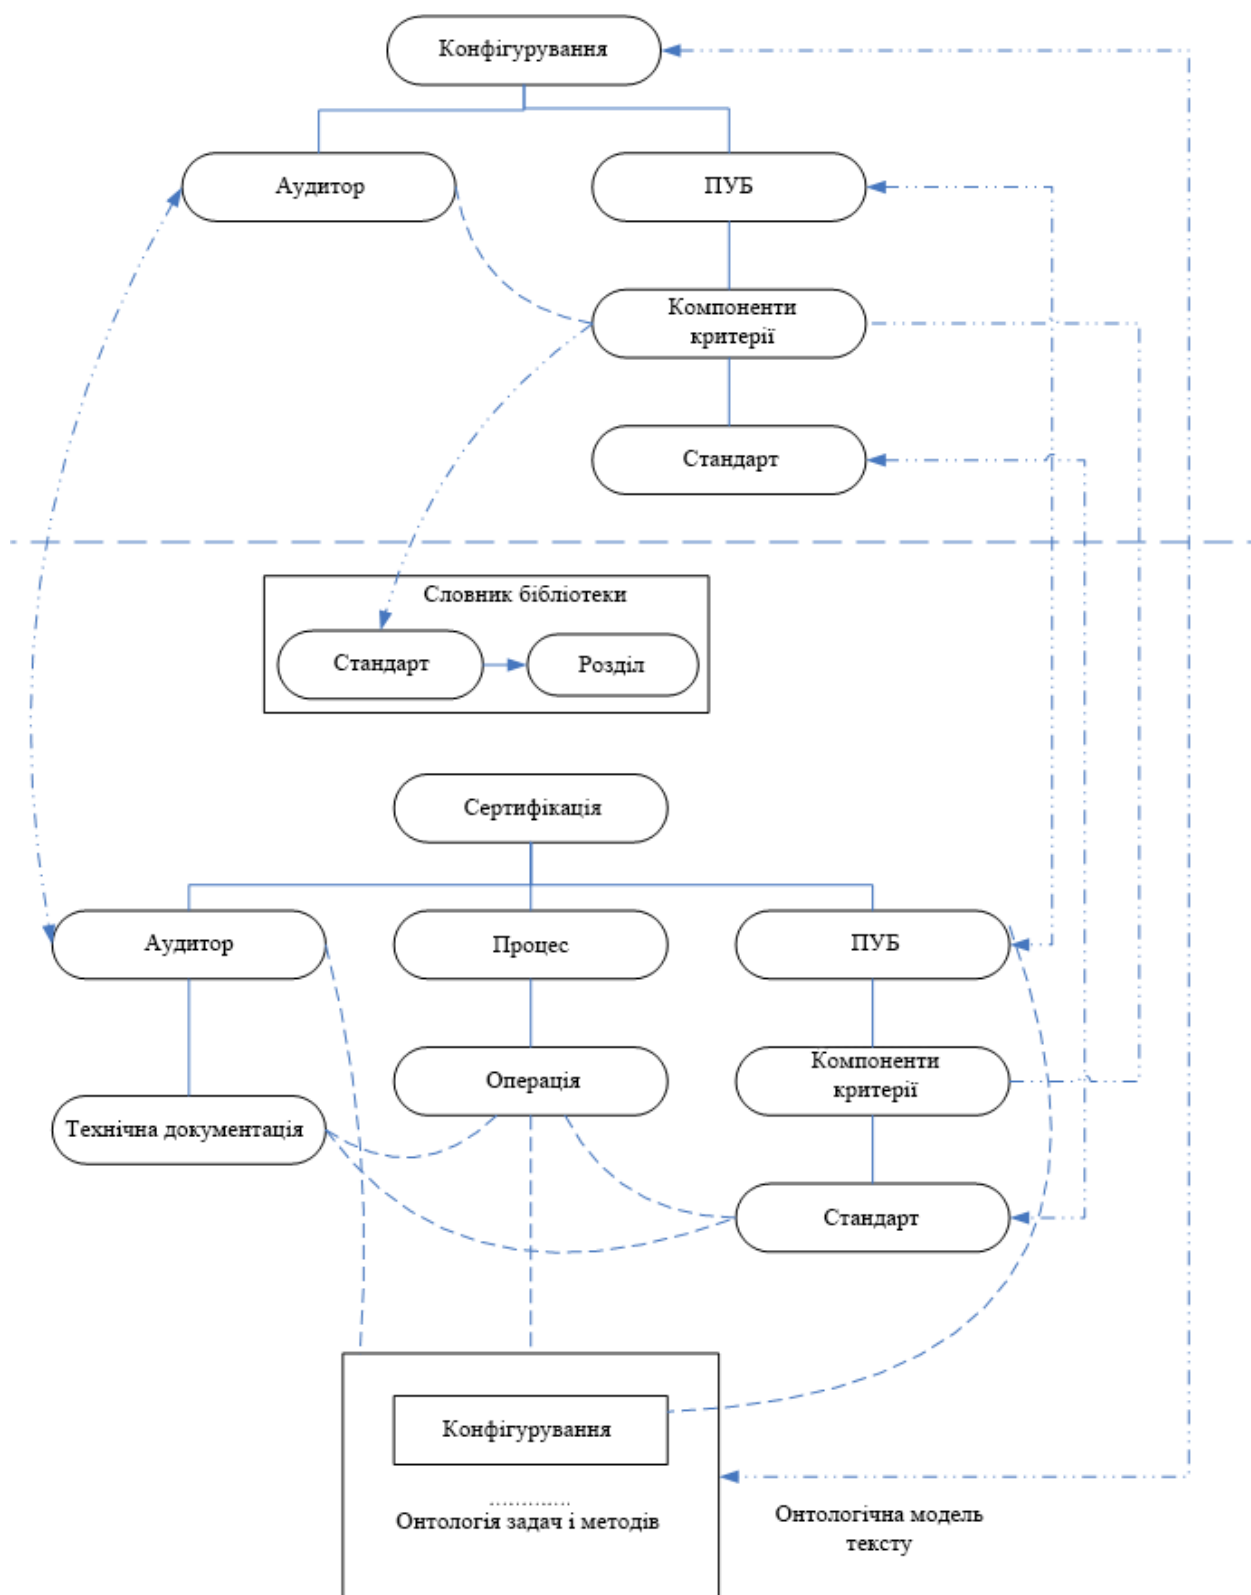 Конфігурування
Аудитор
ПУБ
Компоненти
критерії
Стандарт
Словник бібліотеки
Стандарт
Розділ
Сертифікація
Аудитор
Процес
ПУБ
Операція
Компоненти
критерії
Технічна документація
Стандарт
Конфігурування
.............
Онтологія задач і методів
Онтологічна модель
тексту